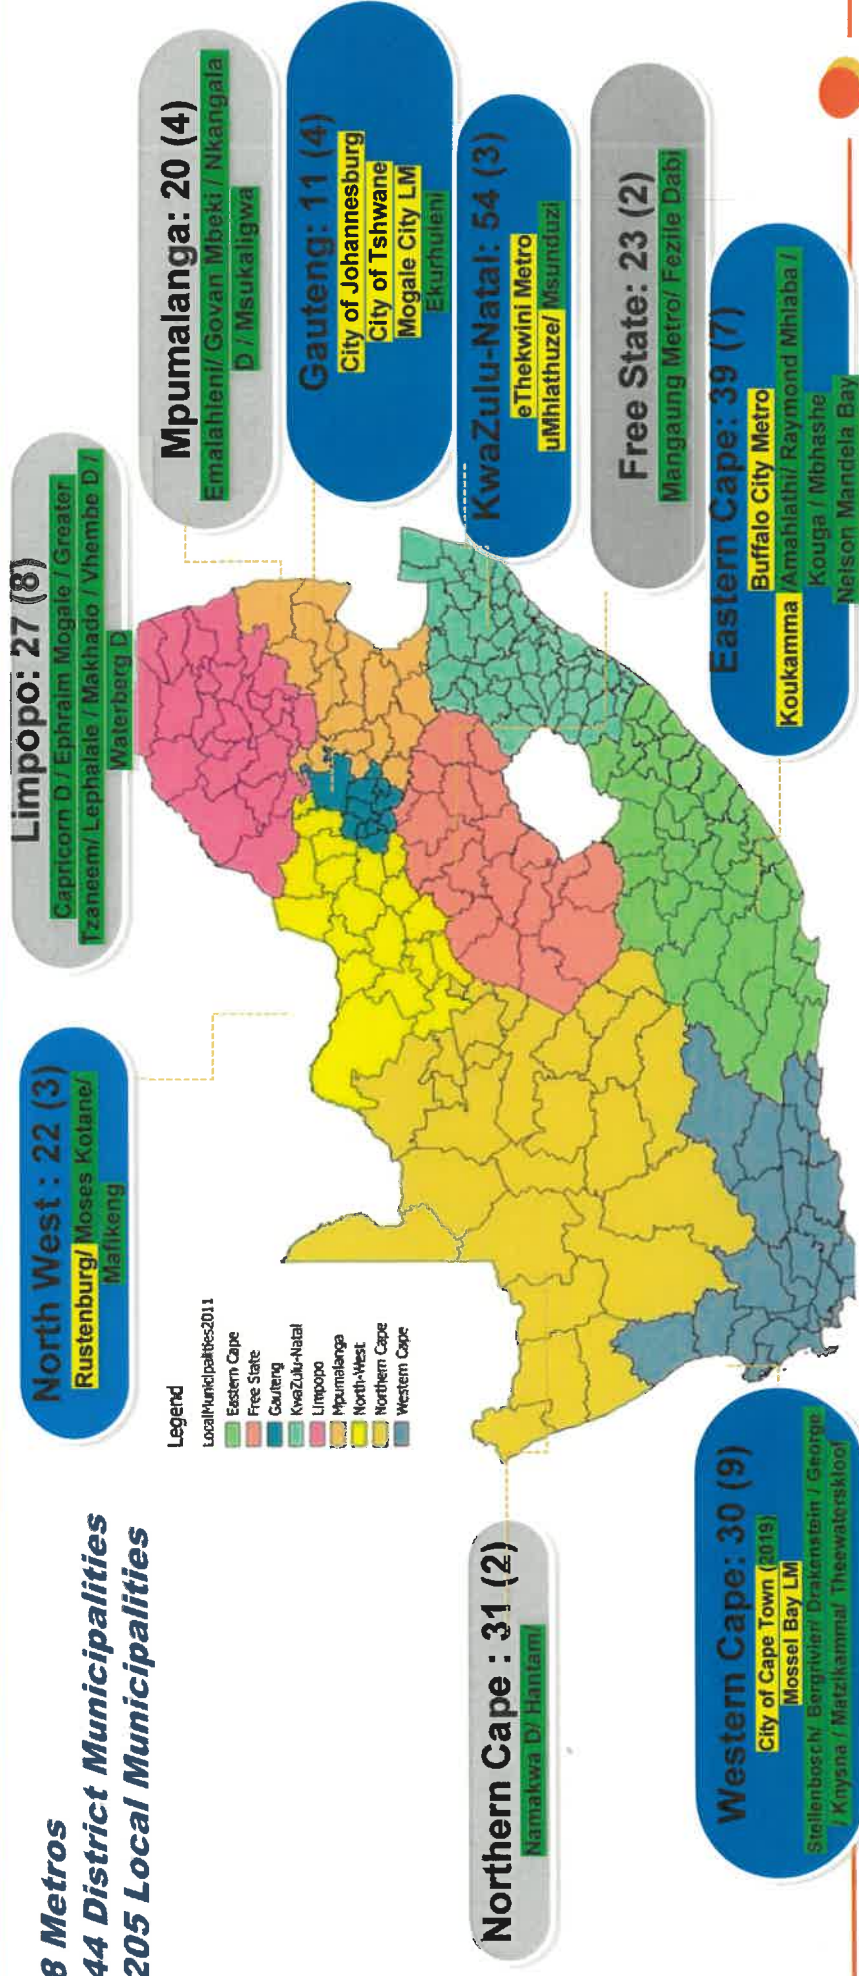 8 Metros
44 District Municipalities
205 Local Municipalities
North West : 22 (3)
Rustenburg/ Moses Kotane/
Mafikeng
Limpopo: 27 (8)
Capricorn D / Ephraim Mogale / Greater
Tzaneem/ Lephalale / Makhado / Vhembe D /
Waterberg D
Mpumalanga: 20 (4)
Emalahleni/ Govan Mbeki / Nkangala
D / Msukaligwa
Gauteng: 11 (4)
City of Johannesburg
City of Tshwane
Mogale City LM
Ekurhuleni
KwaZulu-Natal: 54 (3)
eThekwini Metro
uMhlathuze/ Msunduzi
Free State: 23 (2)
Mangaung Metro/ Fezile Dabi
Eastern Cape: 39 (7)
Buffalo City Metro
Koukamma Amahlathi/ Raymond Mhlaba /
Kouga / Mbhashe
Nelson Mandela Bay
Legend
LocalMunicipalities2011
Eastern Cape
Free State
Gauteng
KwaZulu-Natal
Limpopo
Mpumalanga
North-West
Northern Cape
Western Cape
Northern Cape : 31 (2)
Namakwa D/ Hantam
Western Cape: 30 (9)
City of Cape Town (2019)
Mossel Bay LM
Stellenbosch/ Bergrivier/ Drakenstein / George
/ Knysna / Matzikamma/ Theewaterskloof